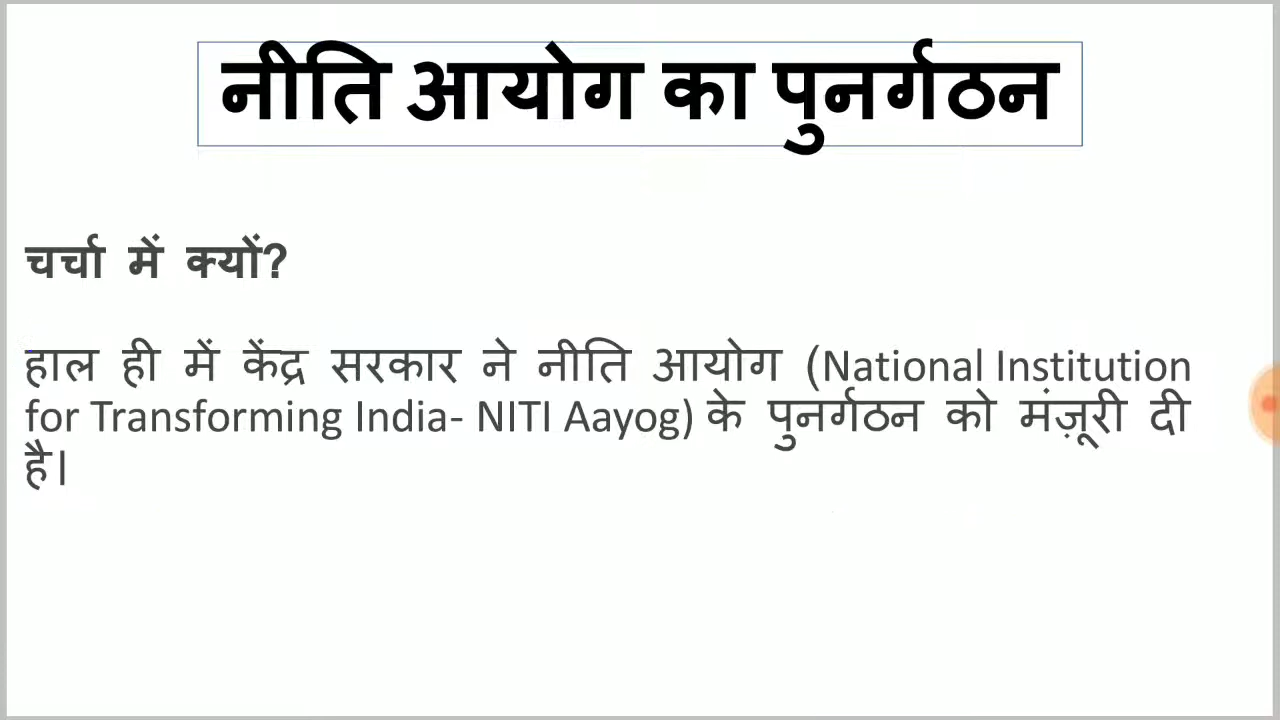 नीति आयोग का पुनर्गठन
चर्चा में क्यों?
हाल ही में केंद्र सरकार ने नीति आयोग (National Institution
for Transforming India- NITI Aayog) के पुनर्गठन को मंज़ूरी दी
है।